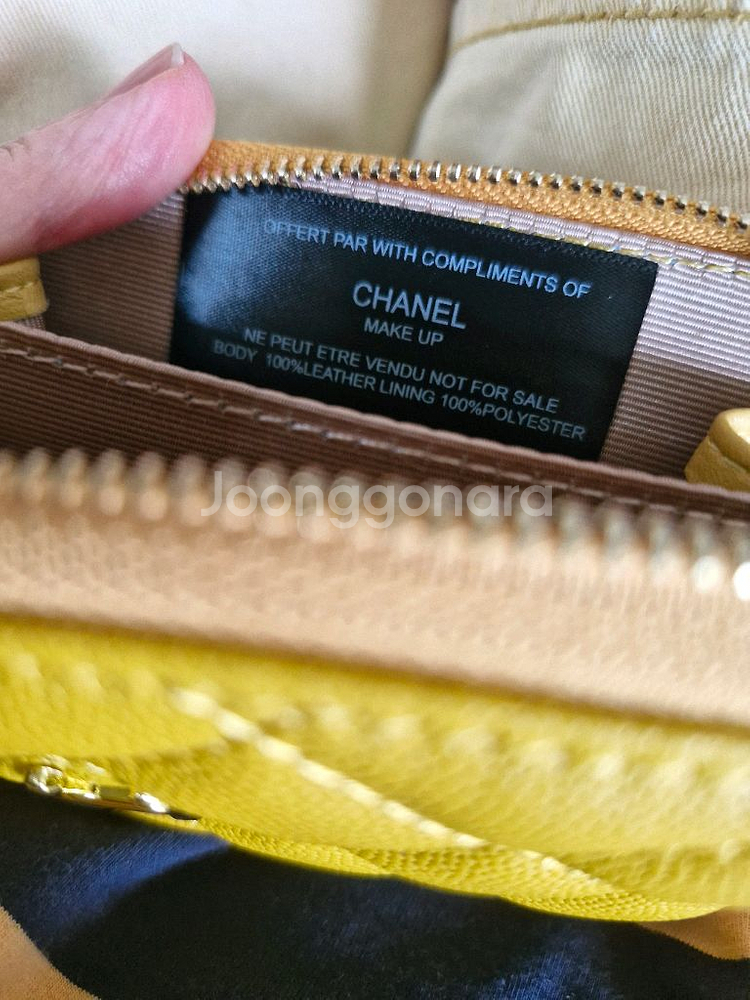 OFFERT PAR WITH COMPLIMENTS OF
CHANEL
MAKE UP
NE PEUT ETRE VENDU NOT FOR SALE
BODY 100%LEATHER LINING 100%POLYESTER
Joonggonara